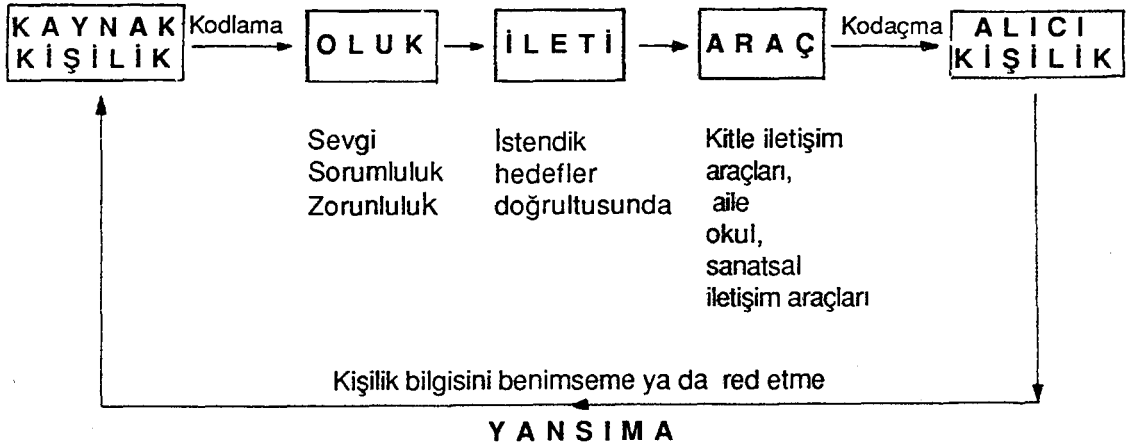 KAYNAK KİŞİLİK
Kodlama
OLUK
İLETİ
ARAÇ
Kodaçma
ALICI KİŞİLİK
Sevgi
Sorumluluk
Zorunluluk
İstendik
hedefler
doğrultusunda
Kitle iletişim
araçları,
aile
okul,
sanatsal
iletişim araçları
Kişilik bilgisini benimseme ya da red etme
YANSIMA